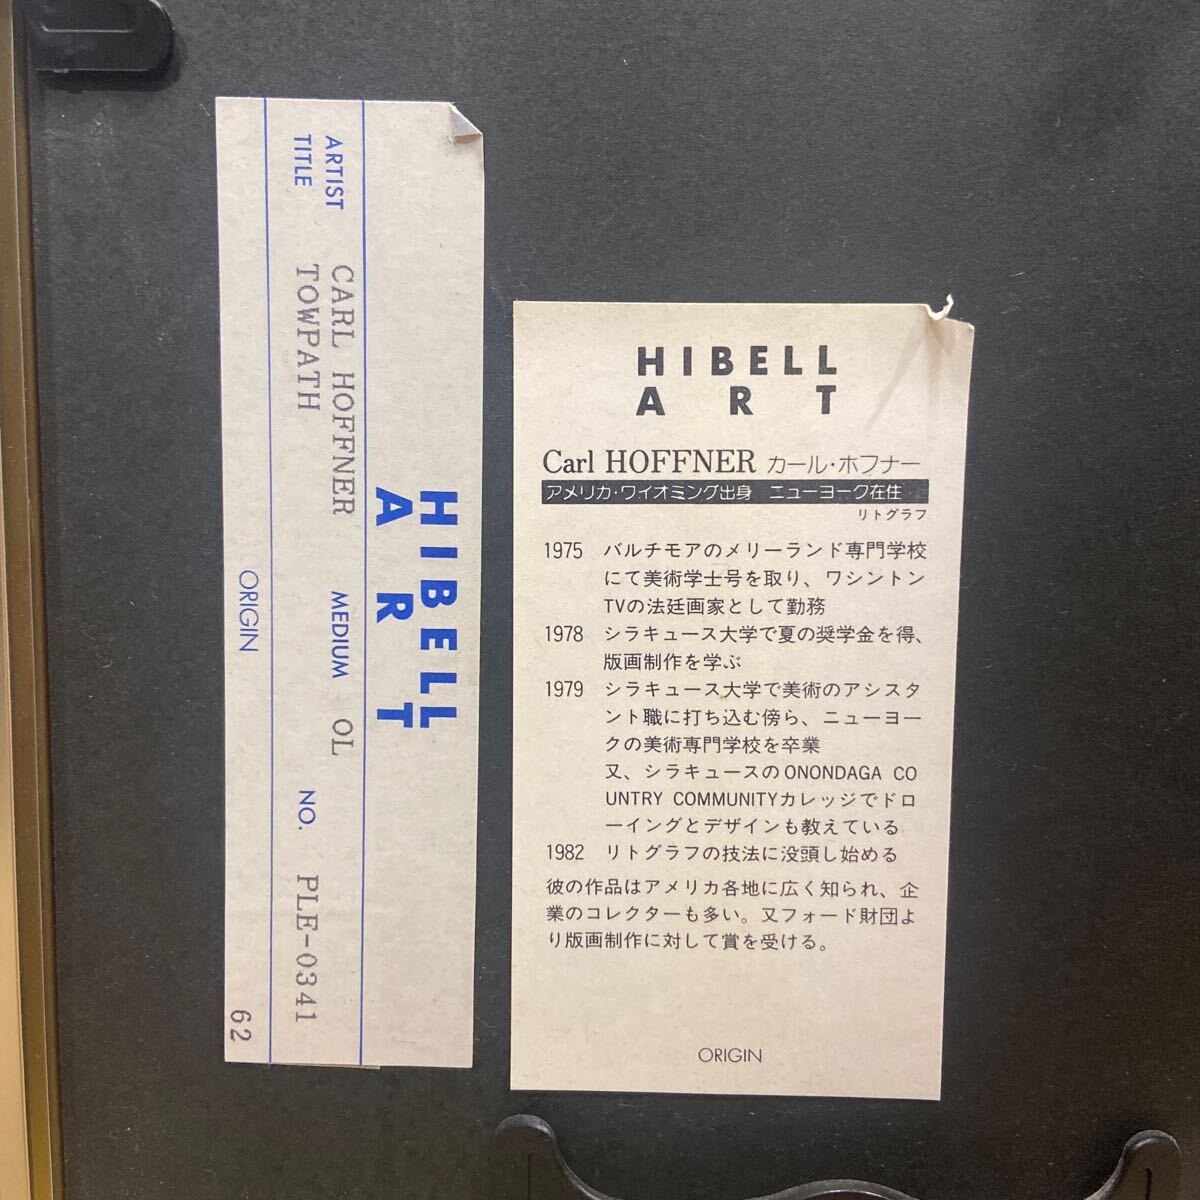 HIBELL
ART
ARTIST CARL HOFFNER MEDIUM OL
TITLE TOWPATH NO. PLE-0341
ORIGIN 62
HIBELL
ART
Carl HOFFNER カール・ホフナー
アメリカ・ワイオミング出身 ニューヨーク在住
リトグラフ
1975 バルチモアのメリーランド専門学校
にて美術学士号を取り、ワシントン
TVの法廷画家として勤務
1978 シラキュース大学で夏の奨学金を得、
版画制作を学ぶ
1979 シラキュース大学で美術のアシスタ
ント職に打ち込む傍ら、ニューヨー
クの美術専門学校を卒業
又、シラキュースのONONDAGA CO
UNTRY COMMUNITYカレッジでドロ
ーイングとデザインも教えている
1982 リトグラフの技法に没頭し始める
彼の作品はアメリカ各地に広く知られ、企
業のコレクターも多い。又フォード財団よ
り版画制作に対して賞を受ける。
ORIGIN